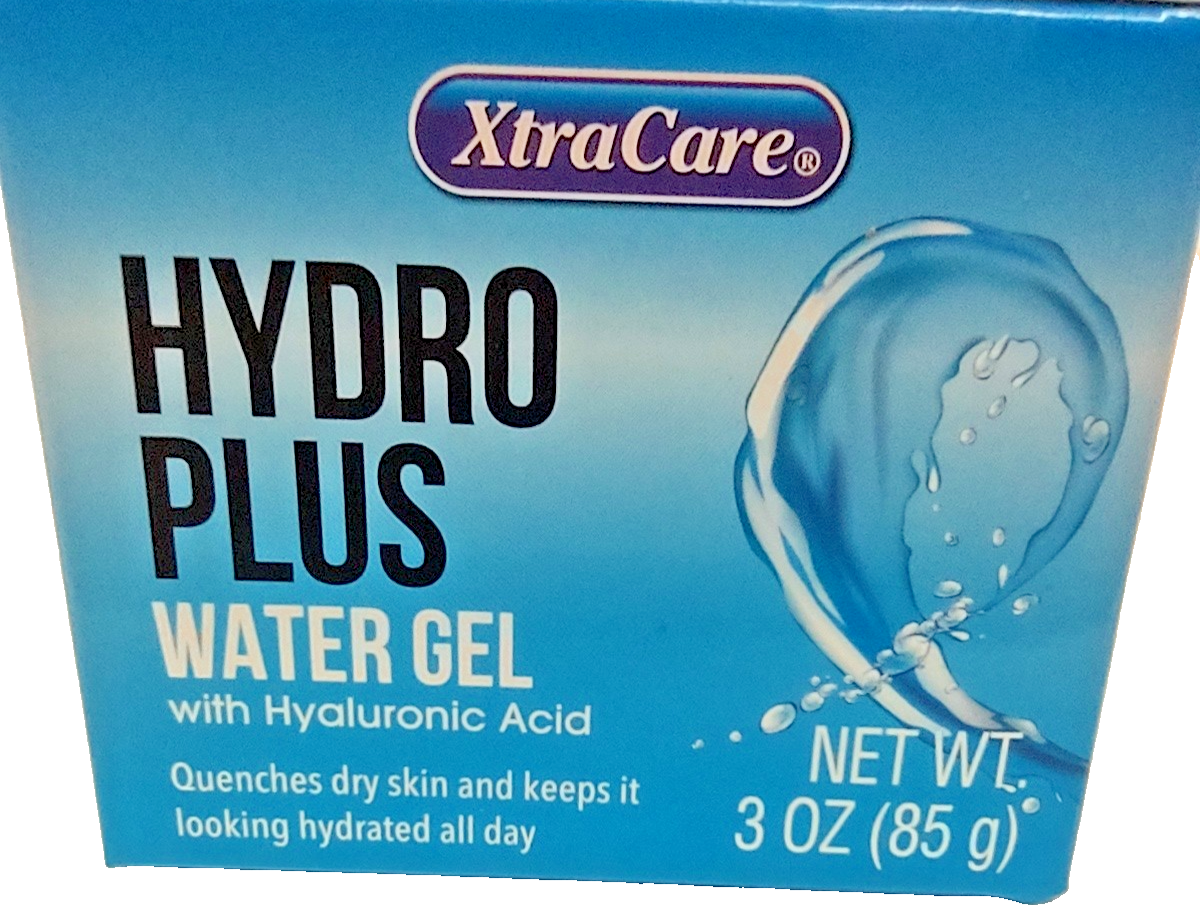 XtraCare®
HYDRO
PLUS
WATER GEL
with Hyaluronic Acid
Quenches dry skin and keeps it
looking hydrated all day
NET WT.
3 OZ (85 g)